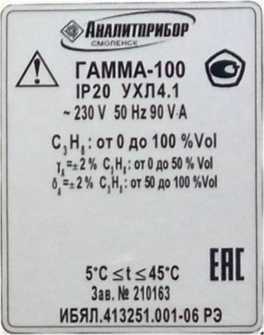 АНАЛИТПРИБОР
СМОЛЕНСК
ГАММА-100
IP20 УХЛ4.1
~ 230 V 50 Hz 90 V·A
C₃H₈: от 0 до 100 %Vol
γₐ=±2 % C₃H₈: от 0 до 50 %Vol
δₐ=±2 % C₃H₈: от 50 до 100 %Vol
5°C ≤t ≤45°C
Зав. № 210163
ЕАС
ИБЯЛ.413251.001-06 РЭ